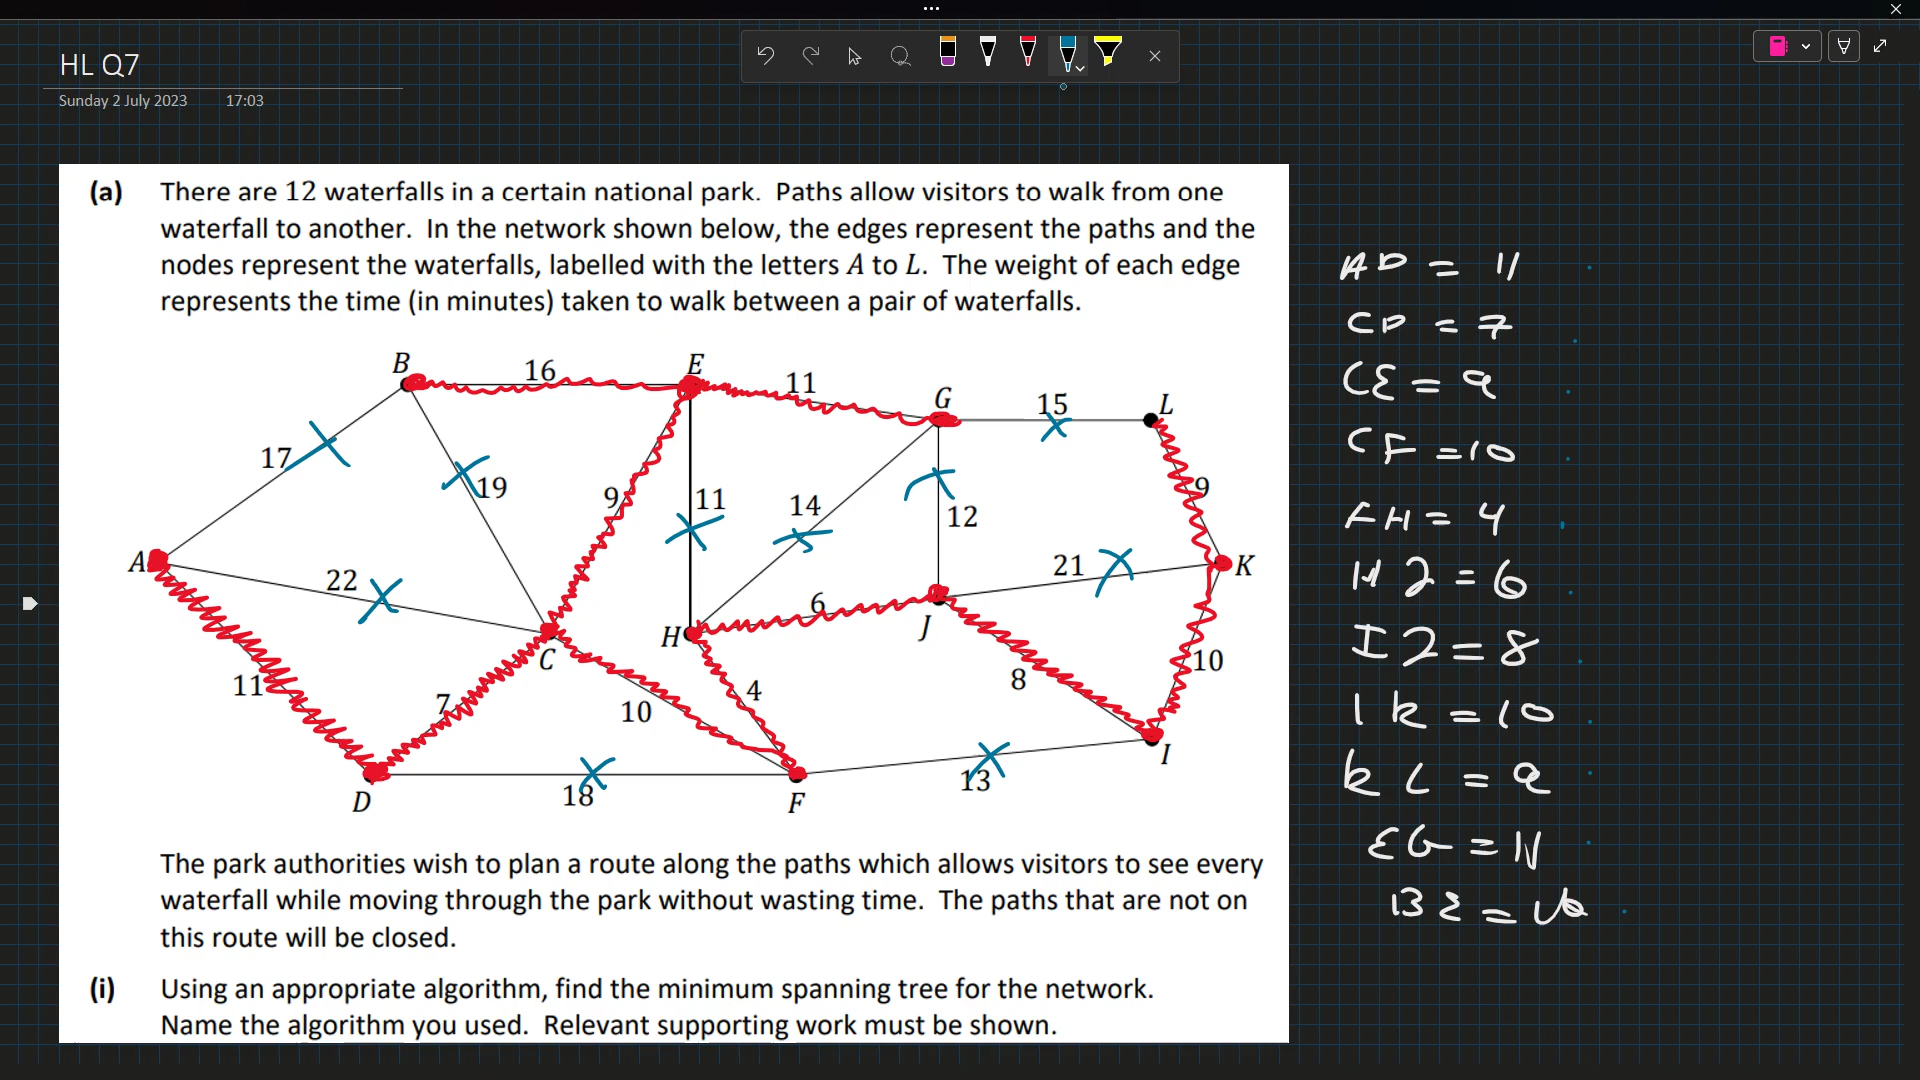 HL Q7
Sunday 2 July 2023 17:03
(a) There are 12 waterfalls in a certain national park. Paths allow visitors to walk from one
waterfall to another. In the network shown below, the edges represent the paths and the
nodes represent the waterfalls, labelled with the letters A to L. The weight of each edge
represents the time (in minutes) taken to walk between a pair of waterfalls.
B 16 E 11 G 15 L
17 19 9 11 14 12 9
A 22 21 K
H 6 J
C
11 7 10 4 8 10
D 18 F 13 I
The park authorities wish to plan a route along the paths which allows visitors to see every
waterfall while moving through the park without wasting time. The paths that are not on
this route will be closed.
(i) Using an appropriate algorithm, find the minimum spanning tree for the network.
Name the algorithm you used. Relevant supporting work must be shown.
AD = 11
CD = 7
CE = 9
CF = 10
FH = 4
HJ = 6
IJ = 8
IK = 10
KL = 9
EG = 11
BE = 16